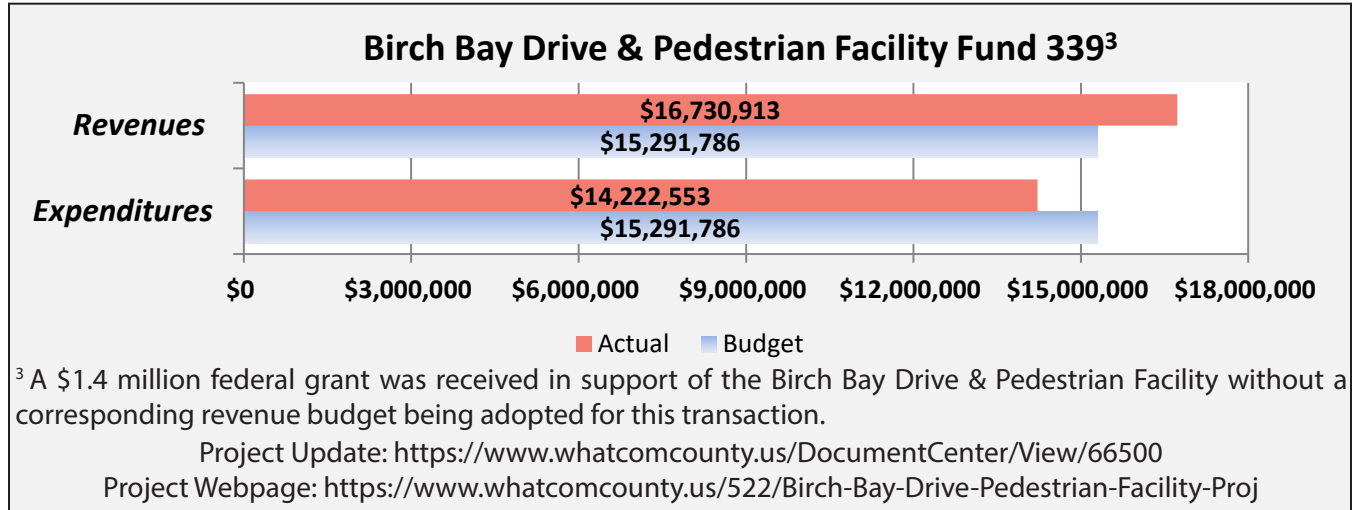 Birch Bay Drive & Pedestrian Facility Fund 339³
Revenues
$16,730,913
$15,291,786
Expenditures
$14,222,553
$15,291,786
$0 $3,000,000 $6,000,000 $9,000,000 $12,000,000 $15,000,000 $18,000,000
Actual Budget
³ A $1.4 million federal grant was received in support of the Birch Bay Drive & Pedestrian Facility without a
corresponding revenue budget being adopted for this transaction.
Project Update: https://www.whatcomcounty.us/DocumentCenter/View/66500
Project Webpage: https://www.whatcomcounty.us/522/Birch-Bay-Drive-Pedestrian-Facility-Proj